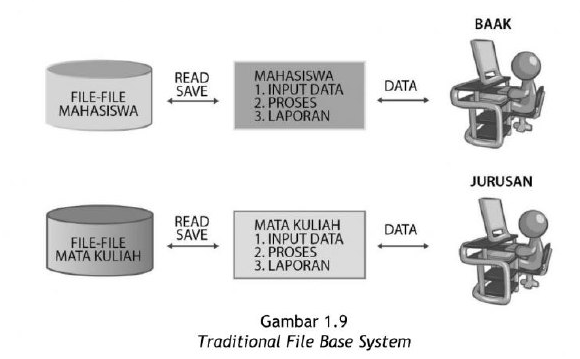 BAAK
FILE-FILE
MAHASISWA
READ
SAVE
MAHASISWA
1. INPUT DATA
2. PROSES
3. LAPORAN
DATA
JURUSAN
FILE-FILE
MATA KULIAH
READ
SAVE
MATA KULIAH
1. INPUT DATA
2. PROSES
3. LAPORAN
DATA
Gambar 1.9
Traditional File Base System